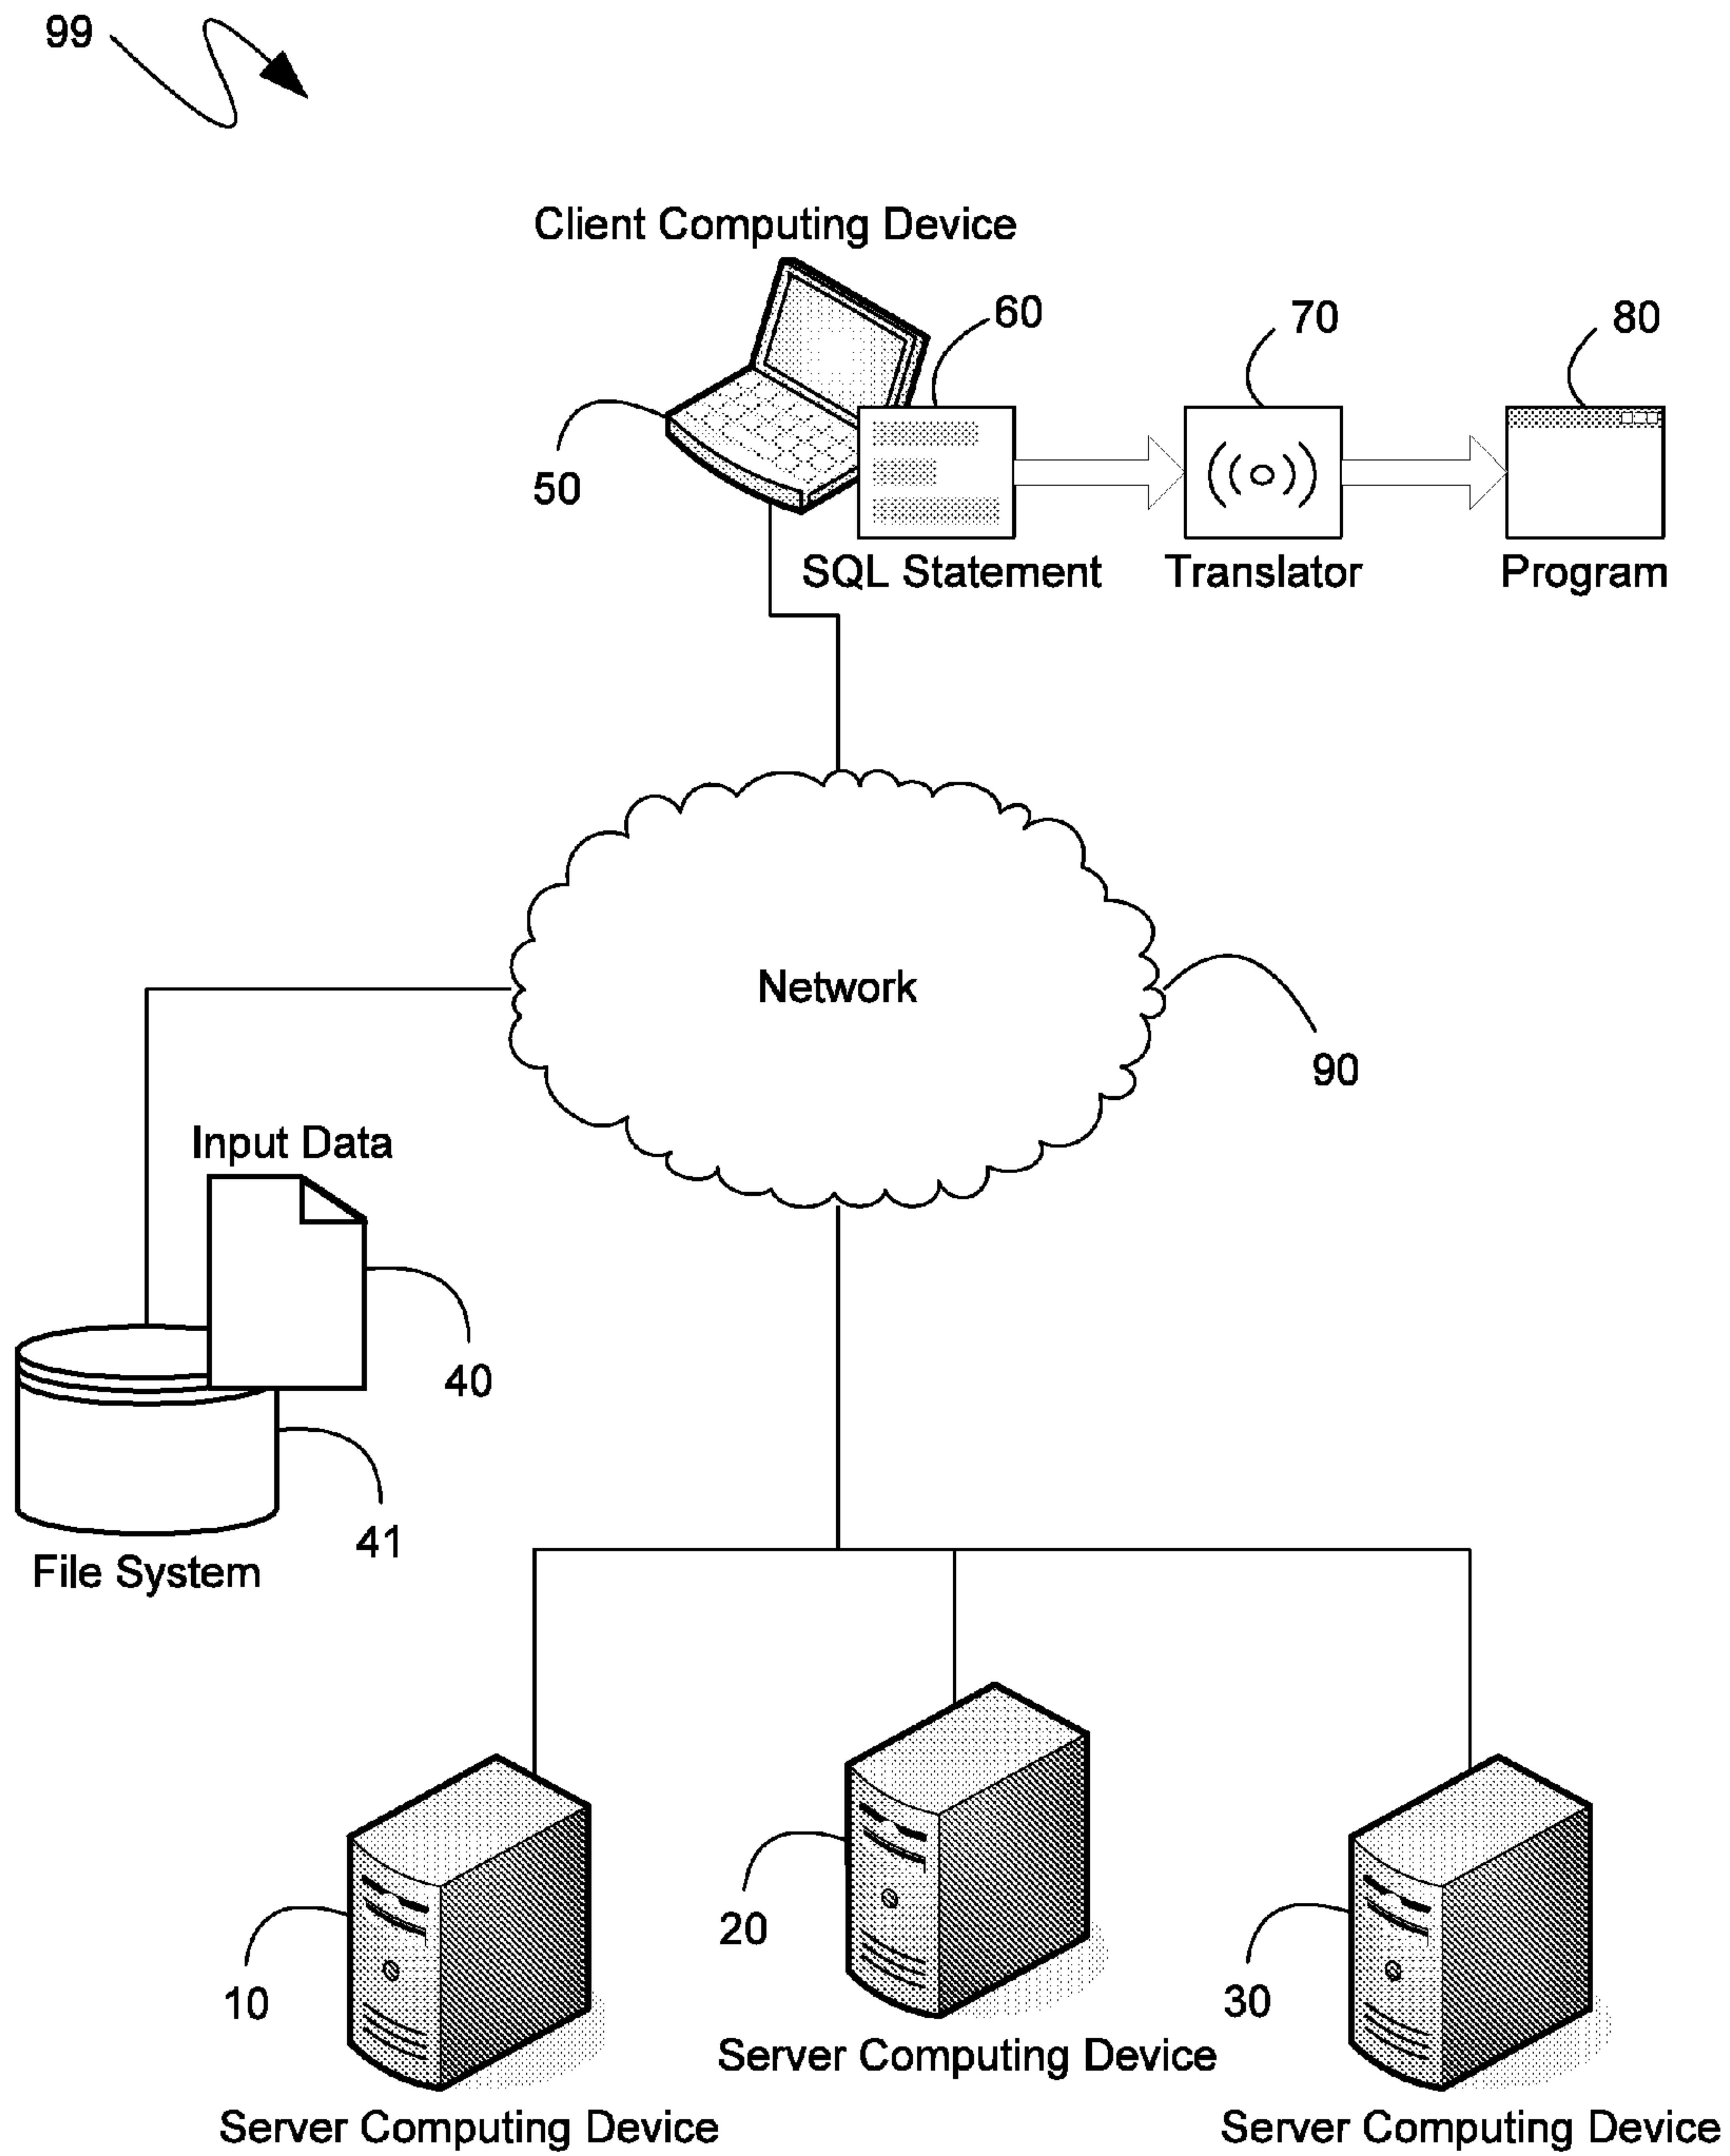 99
Client Computing Device
60
70
80
50
SQL Statement
Translator
Program
Network
90
Input Data
40
41
File System
10
20
30
Server Computing Device
Server Computing Device
Server Computing Device